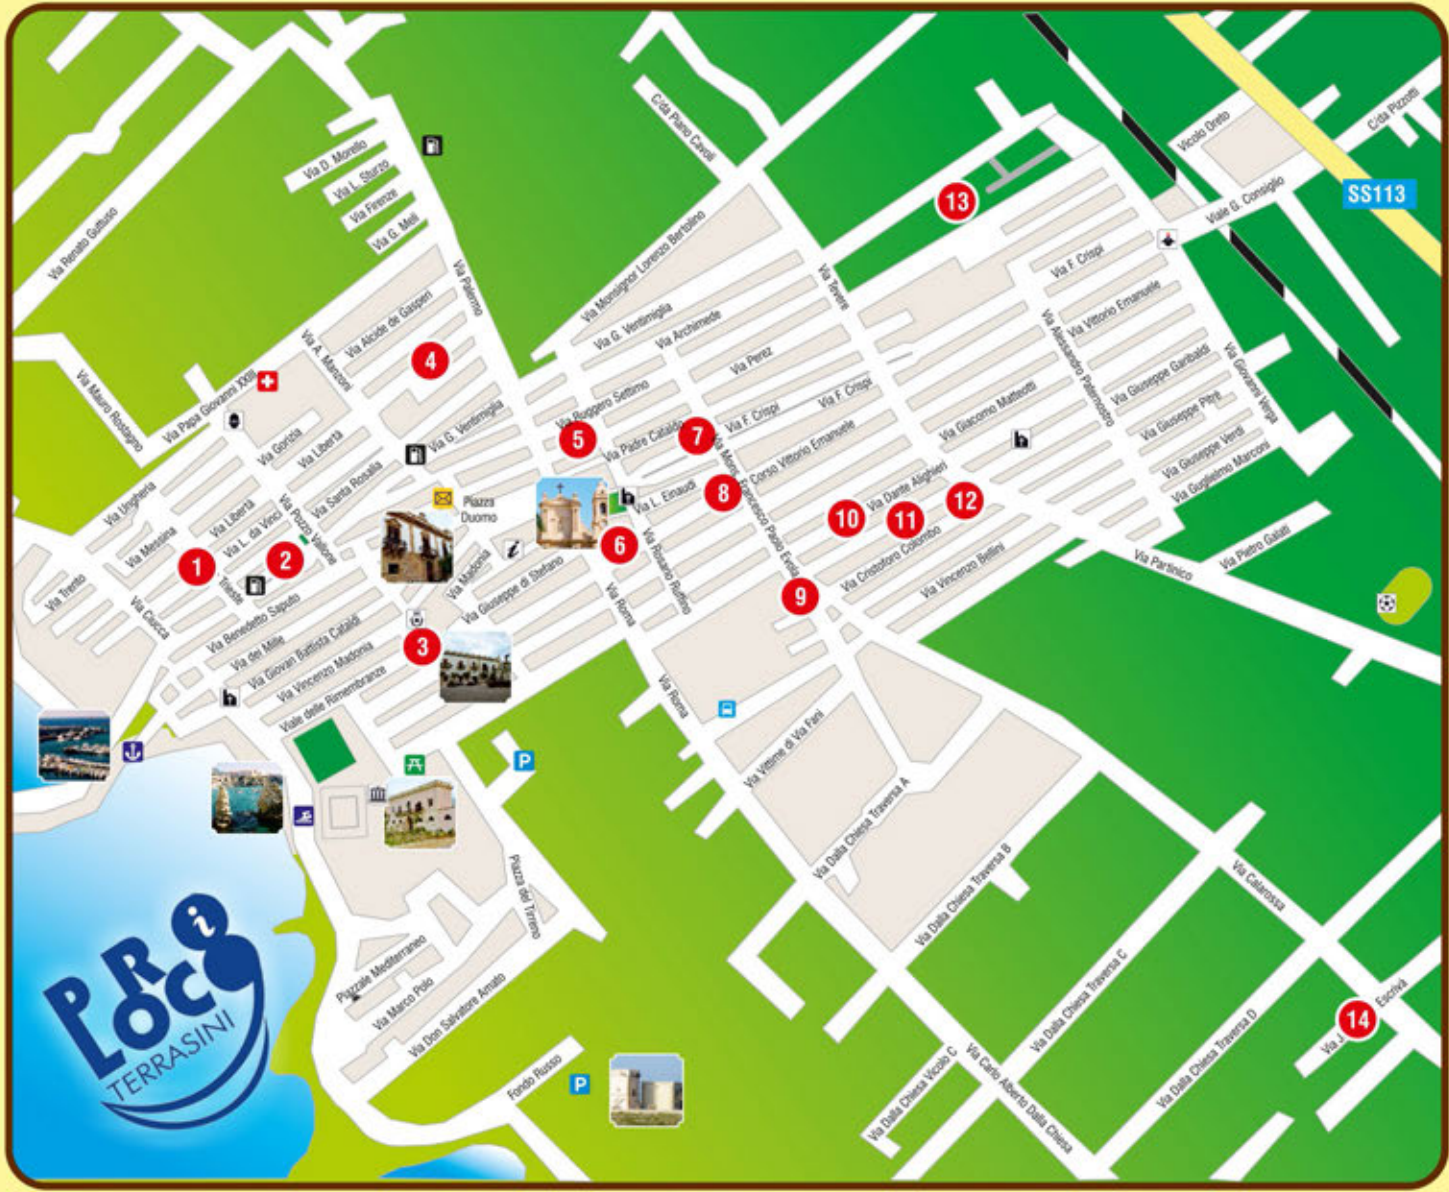 C/da Piano Cavoli
Vicolo Oreto
C/da Pizzotti
SS113
Viale G. Consiglio
13
Via D. Morello
Via L. Sturzo
Via Firenze
Via G. Meli
Via Renato Guttuso
Via Palermo
Via Monsignor Lorenzo Bertolino
Via Tevere
Via F. Crispi
Via Vittorio Emanuele
Via Alessandro Paternostro
Via Giovanni Verga
Via Alcide de Gasperi
Via A. Manzoni
4
Via G. Ventimiglia
Via Archimede
Via Perez
Via Giuseppe Garibaldi
Via Giuseppe Pitrè
Via Giuseppe Verdi
Via Guglielmo Marconi
Via Mauro Rostagno
Via Papa Giovanni XXIII
Via Gorizia
Via Libertà
Via Santa Rosalia
Via G. Ventimiglia
Via Ruggero Settimo
5
Via Padre Cataldo
7
Via F. Crispi
Via F. Crispi
Via Giacomo Matteotti
Corso Vittorio Emanuele
Via Mons. Francesco Paolo Evola
Via Ungheria
Via Messina
Via Libertà
Via L. da Vinci
Via Pozzo Vallone
Piazza
Duomo
Via L. Einaudi
8
10
Via Dante Alighieri
11
12
Via Cristoforo Colombo
Via Vincenzo Bellini
Via Partinico
Via Pietro Galati
1
2
Trieste
Via Trento
Via Ciucca
Via Benedetto Saputo
Via dei Mille
Via Giovan Battista Cataldi
Via Vincenzo Madonia
Viale delle Rimembranze
3
Via Madonia
i
Via Giuseppe di Stefano
6
Via Roma
Via Rosario Ruffino
9
Via Roma
P
Via Vittime di Via Fani
Via Dalla Chiesa Traversa A
Via Dalla Chiesa Traversa B
Via Dalla Chiesa Traversa C
Via Dalla Chiesa Traversa D
Via Calarossa
14
Via J.
Escrivà
Piazza del Tirreno
Piazzale Mediterraneo
Via Marco Polo
Via Don Salvatore Amato
Fondo Russo
P
Via Dalla Chiesa Vicolo C
Via Carlo Alberto Dalla Chiesa
PRO
LOCO
TERRASINI